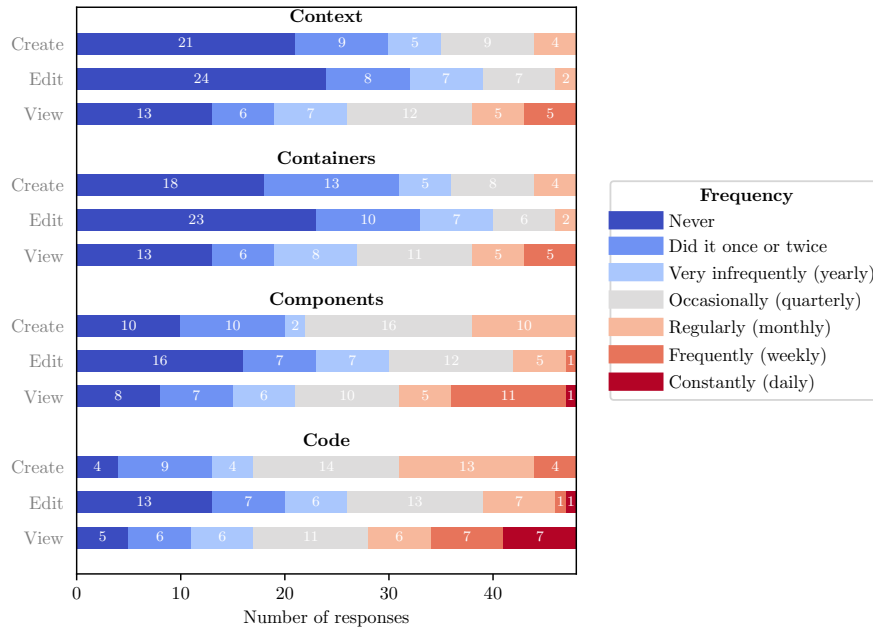 Context
Create 21 9 5 9 4
Edit 24 8 7 7 2
View 13 6 7 12 5 5
Containers
Create 18 13 5 8 4
Edit 23 10 7 6 2
View 13 6 8 11 5 5
Components
Create 10 10 2 16 10
Edit 16 7 7 12 5 1
View 8 7 6 10 5 11 1
Code
Create 4 9 4 14 13 4
Edit 13 7 6 13 7 1 1
View 5 6 6 11 6 7 7
0 10 20 30 40
Number of responses
Frequency
Never
Did it once or twice
Very infrequently (yearly)
Occasionally (quarterly)
Regularly (monthly)
Frequently (weekly)
Constantly (daily)